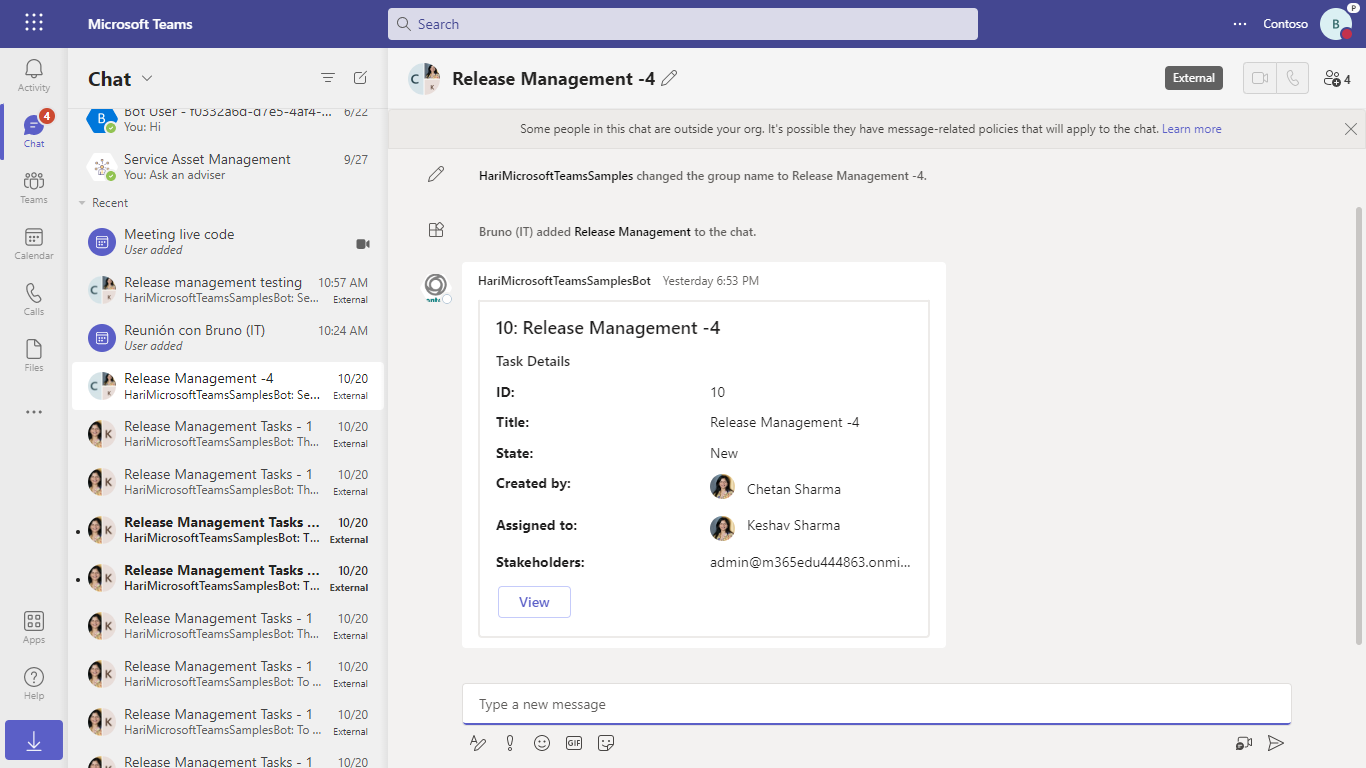 Microsoft Teams
Search
Contoso
B
P
Activity
4
Chat
Teams
Calendar
Calls
Files
Apps
Help
Chat
B
Bot User - f0332a6d-d7e5-4af4-...
6/22
You: Hi
Service Asset Management
9/27
You: Ask an adviser
Recent
Meeting live code
User added
C
K
Release management testing
10:57 AM
HariMicrosoftTeamsSamplesBot: Se...
External
Reunión con Bruno (IT)
10:24 AM
User added
C
K
Release Management -4
10/20
HariMicrosoftTeamsSamplesBot: Se...
External
K
Release Management Tasks - 1
10/20
HariMicrosoftTeamsSamplesBot: Th...
External
K
Release Management Tasks - 1
10/20
HariMicrosoftTeamsSamplesBot: Th...
External
K
Release Management Tasks ...
10/20
HariMicrosoftTeamsSamplesBot: T...
External
K
Release Management Tasks ...
10/20
HariMicrosoftTeamsSamplesBot: T...
External
K
Release Management Tasks - 1
10/20
HariMicrosoftTeamsSamplesBot: Th...
External
K
Release Management Tasks - 1
10/20
HariMicrosoftTeamsSamplesBot: To ...
External
K
Release Management Tasks - 1
10/20
HariMicrosoftTeamsSamplesBot: To ...
External
Release Management Tasks - 1
10/20
C
K
Release Management -4
External
4
Some people in this chat are outside your org. It's possible they have message-related policies that will apply to the chat. Learn more
HariMicrosoftTeamsSamples changed the group name to Release Management -4.
Bruno (IT) added Release Management to the chat.
HariMicrosoftTeamsSamplesBot Yesterday 6:53 PM
10: Release Management -4
Task Details
ID: 10
Title: Release Management -4
State: New
Created by: Chetan Sharma
Assigned to: Keshav Sharma
Stakeholders: admin@m365edu444863.onmi...
View
Type a new message
GIF